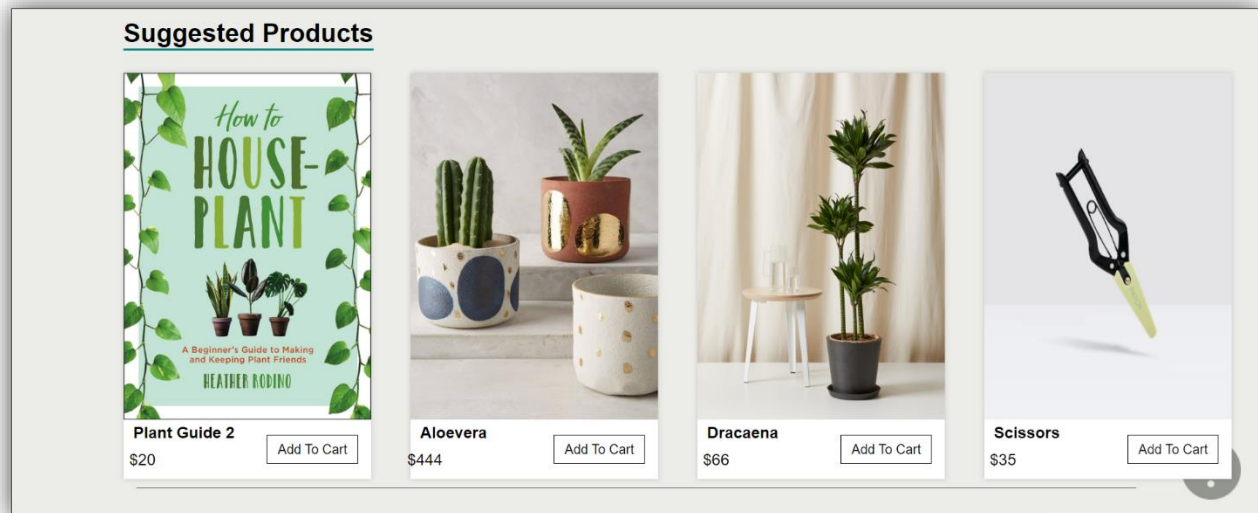 Suggested Products
How to
HOUSE-
PLANT
A Beginner's Guide to Making
and Keeping Plant Friends
HEATHER RODINO
Plant Guide 2
$20
Add To Cart
Aloevera
$444
Add To Cart
Dracaena
$66
Add To Cart
Scissors
$35
Add To Cart